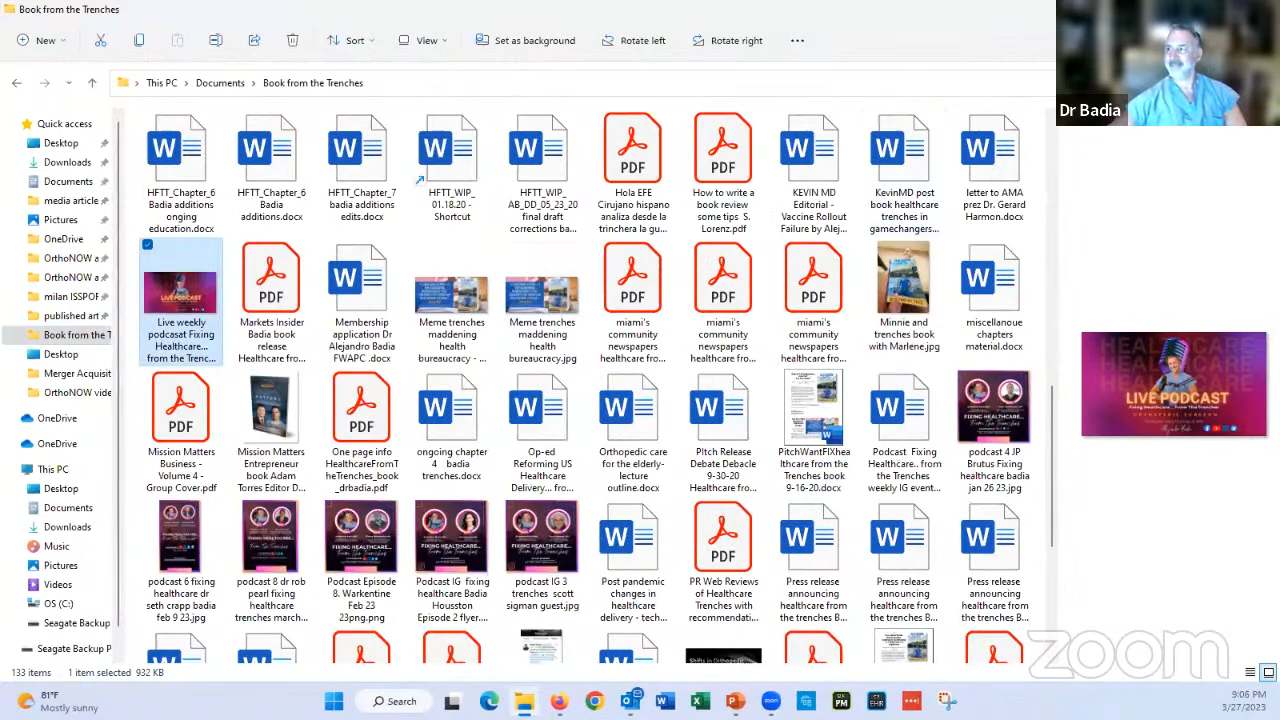 Book from the Trenches
New
Sort
View
Set as background
Rotate left
Rotate right
This PC
Documents
Book from the Trenches
Dr Badia
Quick access
Desktop
Downloads
Documents
media article
Pictures
OneDrive
OrthoNOW a
OrthoNOW a
milan ISSPOF
published art
Book from the T
Desktop
Merger Acquisit
OrthoNOW vide
OneDrive
OneDrive
This PC
Desktop
Documents
Downloads
Music
Pictures
Videos
OS (C:)
Seagate Backup
Seagate Backup P
HFTT_Chapter_6
Badia additions
onging
education.docx
HFTT_Chapter_6
Badia
additions.docx
HFTT_Chapter_7
badia additions
edits.docx
HFTT_WIP_
01.18.20 -
Shortcut
HFTT_WIP_
AB_DD_05_23_20
final draft
corrections ba...
Hola EFE
Cirujano hispano
analiza desde la
trinchera la gu...
How to write a
book review
some tips S.
Lorenz.pdf
KEVIN MD
Editorial -
Vaccine Rollout
Failure by Alej...
KevinMD post
book healthcare
trenches in
gamechangers....
letter to AMA
prez Dr. Gerard
Harmon.docx
Live weekly
podcast Fixing
Healthcare...
from the Trenc...
Markets Insider
Badia book
release
Healthcare fro...
Membership
application Dr
Alejandro Badia
FWAPC .docx
Meme trenches
maddening
health
bureaucracy - ...
Meme trenches
maddening
health
bureaucracy.jpg
miami's
community
newspapers
healthcare fro...
miami's
community
newspapers
healthcare fro...
miami's
community
newspapers
healthcare fro...
Minnie and
trenches book
with Marlene.jpg
miscellanoue
chapters
material.docx
Mission Matters
Business -
Volume 4 -
Group Cover.pdf
Mission Matters
Entrepreneur
book Adam
Torres Editor D...
One page info
HealthcareFromT
heTrenches_book
_drbadia.pdf
ongoing chapter
4 badia
trenches.docx
Op-ed
Reforming US
Healthcare
Delivery... fro...
Orthopedic care
for the elderly-
lecture
outline.docx
PItch Release
Debate Debacle
9-30-20
Healthcare fro...
PitchWantFIXhea
lthcare from the
Trenches book
9-16-20.docx
Podcast Fixing
Healthcare.. from
the Trenches
weekly IG event...
podcast 4 JP
Brutus Fixing
healthcare badia
jan 26 23.jpg
podcast 6 fixing
healthcare dr
seth crapp badia
feb 9 23.jpg
podcast 8 dr rob
pearl fixing
healthcare
trenches march...
Podcast Episode
8. Warkentine
Feb 23
23png.png
Podcast IG fixing
healthcare Badia
Housston
Episode 2 flyer...
podcast IG 3
trenches scott
sigman guest.jpg
Post pandemic
changes in
healthcare
delivery - tech...
PR Web Reviews
of Healthcare
Trenches with
recommendati...
Press release
announcing
healthcare from
the trenches B...
Press release
announcing
healthcare from
the trenches B...
Press release
announcing
healthcare from
the trenches B...
LIVE PODCAST
Fixing Healthcare...From The Trenches
ORTHOPEDIC SURGEON
133 items
1 item selected 932 KB
zoom
81°F
Mostly sunny
Search
9:06 PM
3/27/2023